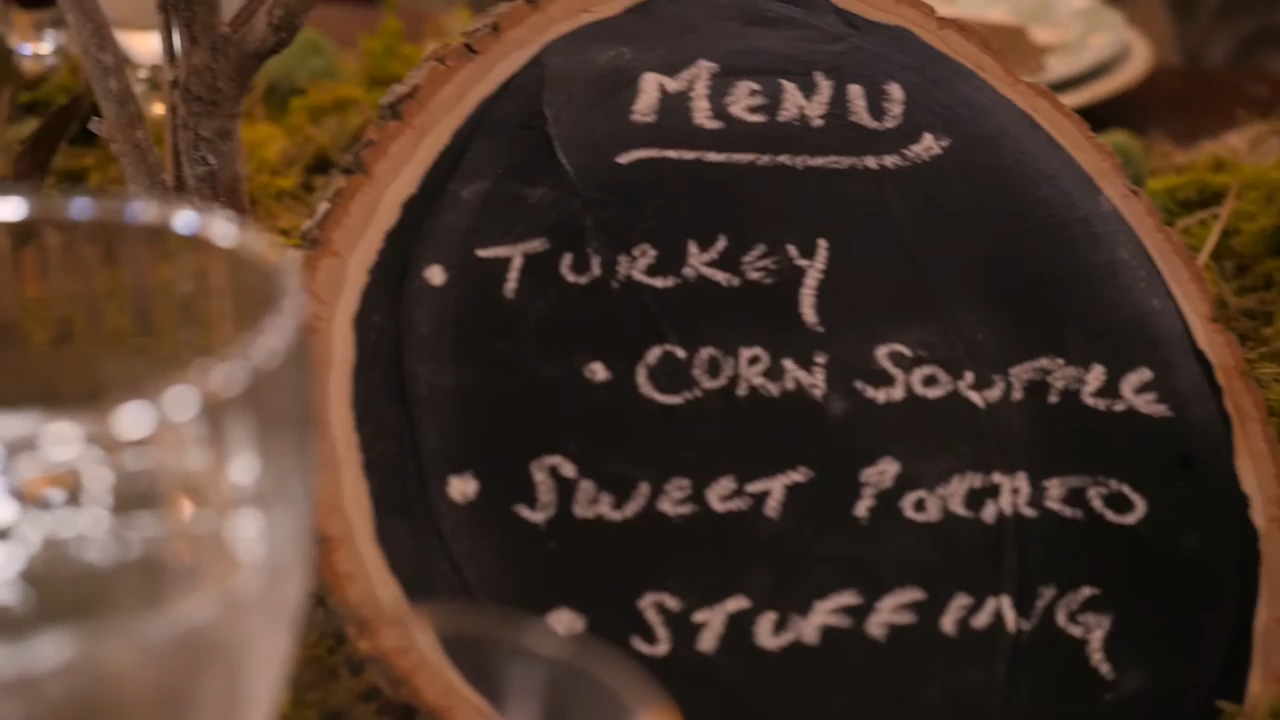 MENU
• TURKEY
• CORN SOUFFLE
• SWEET POTATO
• STUFFING